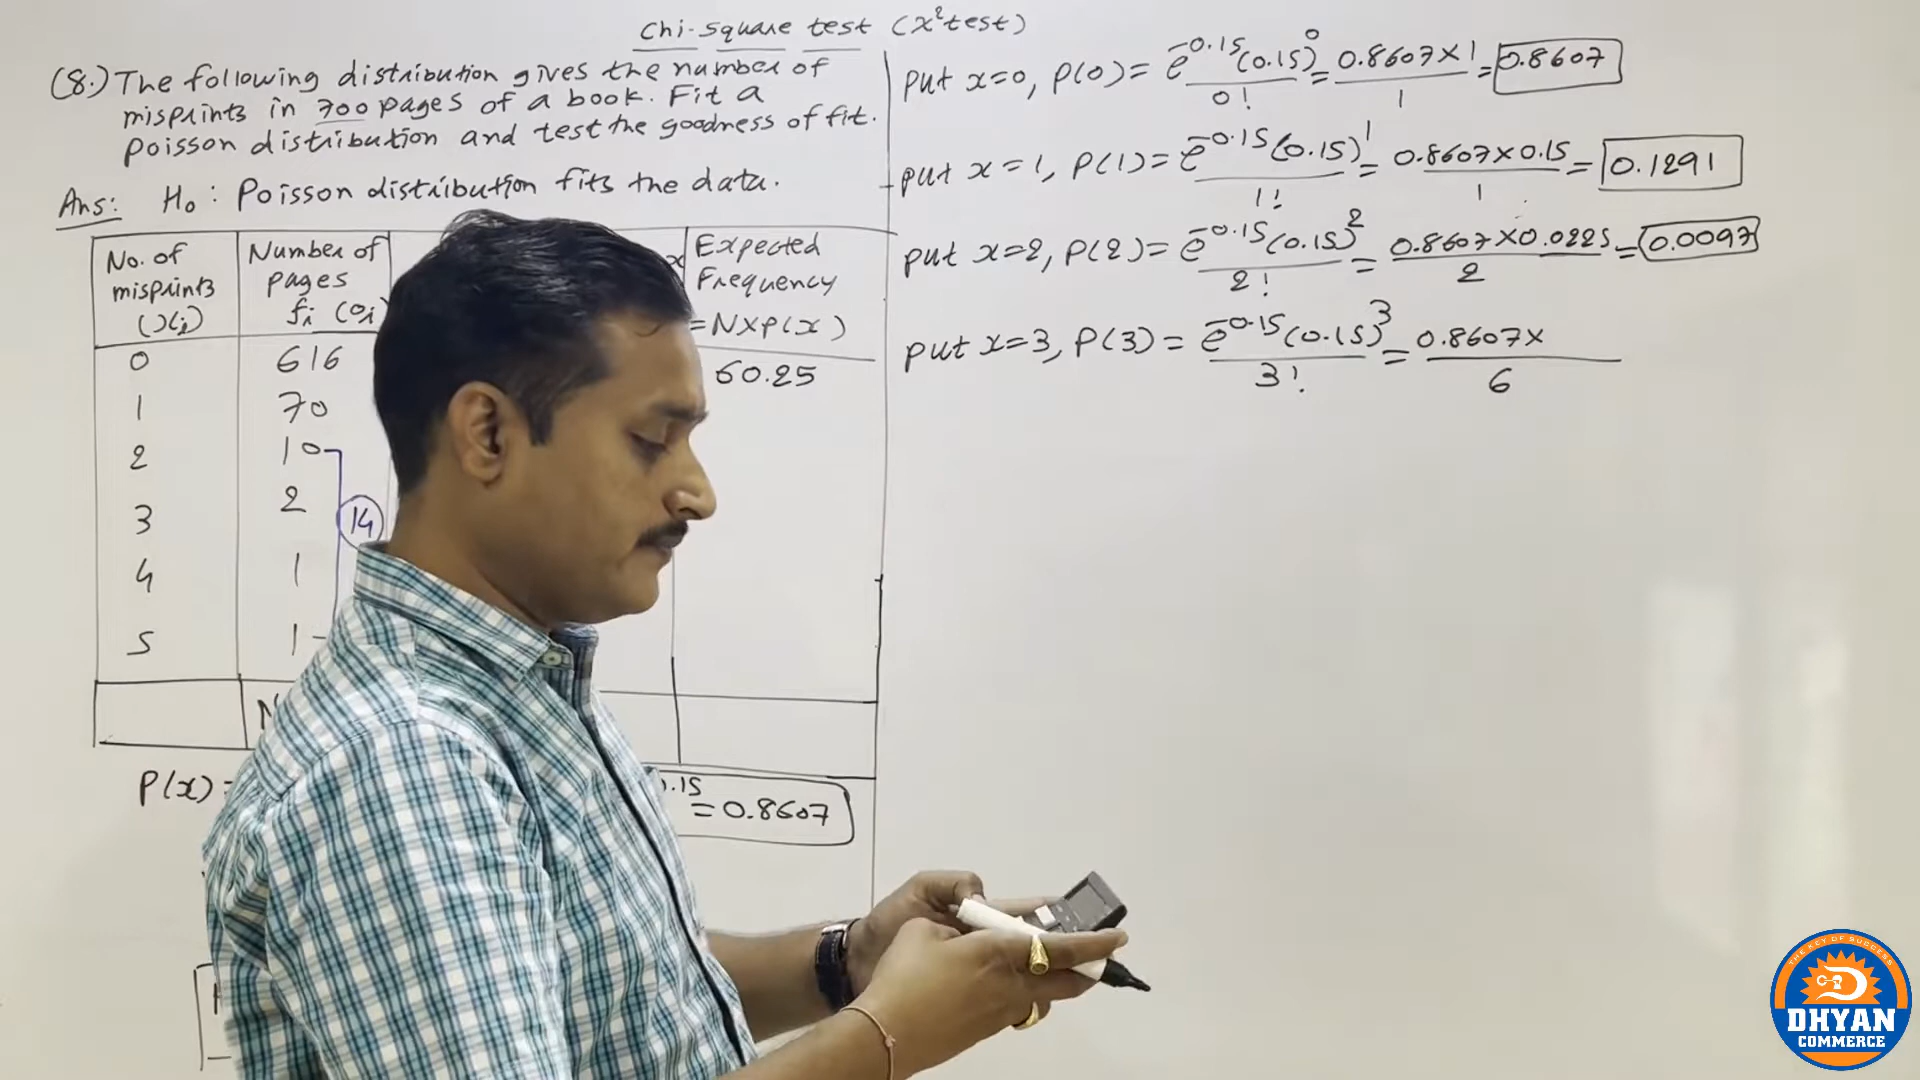 Chi-square test (x² test)
(8.) The following distribution gives the number of
misprints in 700 pages of a book. Fit a
poisson distribution and test the goodness of fit.
Ans: H₀ : Poisson distribution fits the data.
No. of misprints (xi)
Number of pages fi (oi
x
Expected Frequency =N×P(x)
0 616 60.25
1 70
2 10
3 2
14
4 1
5 1
N
P(x) =
0.15 = 0.8607
put x=0, P(0) = e^-0.15 (0.15)^0 / 0! = 0.8607×1 / 1 = 0.8607
put x=1, P(1) = e^-0.15 (0.15)^1 / 1! = 0.8607×0.15 / 1 = 0.1291
put x=2, P(2) = e^-0.15 (0.15)^2 / 2! = 0.8607×0.0225 / 2 = 0.0097
put x=3, P(3) = e^-0.15 (0.15)^3 / 3! = 0.8607× / 6
THE KEY OF SUCCESS
DHYAN
COMMERCE